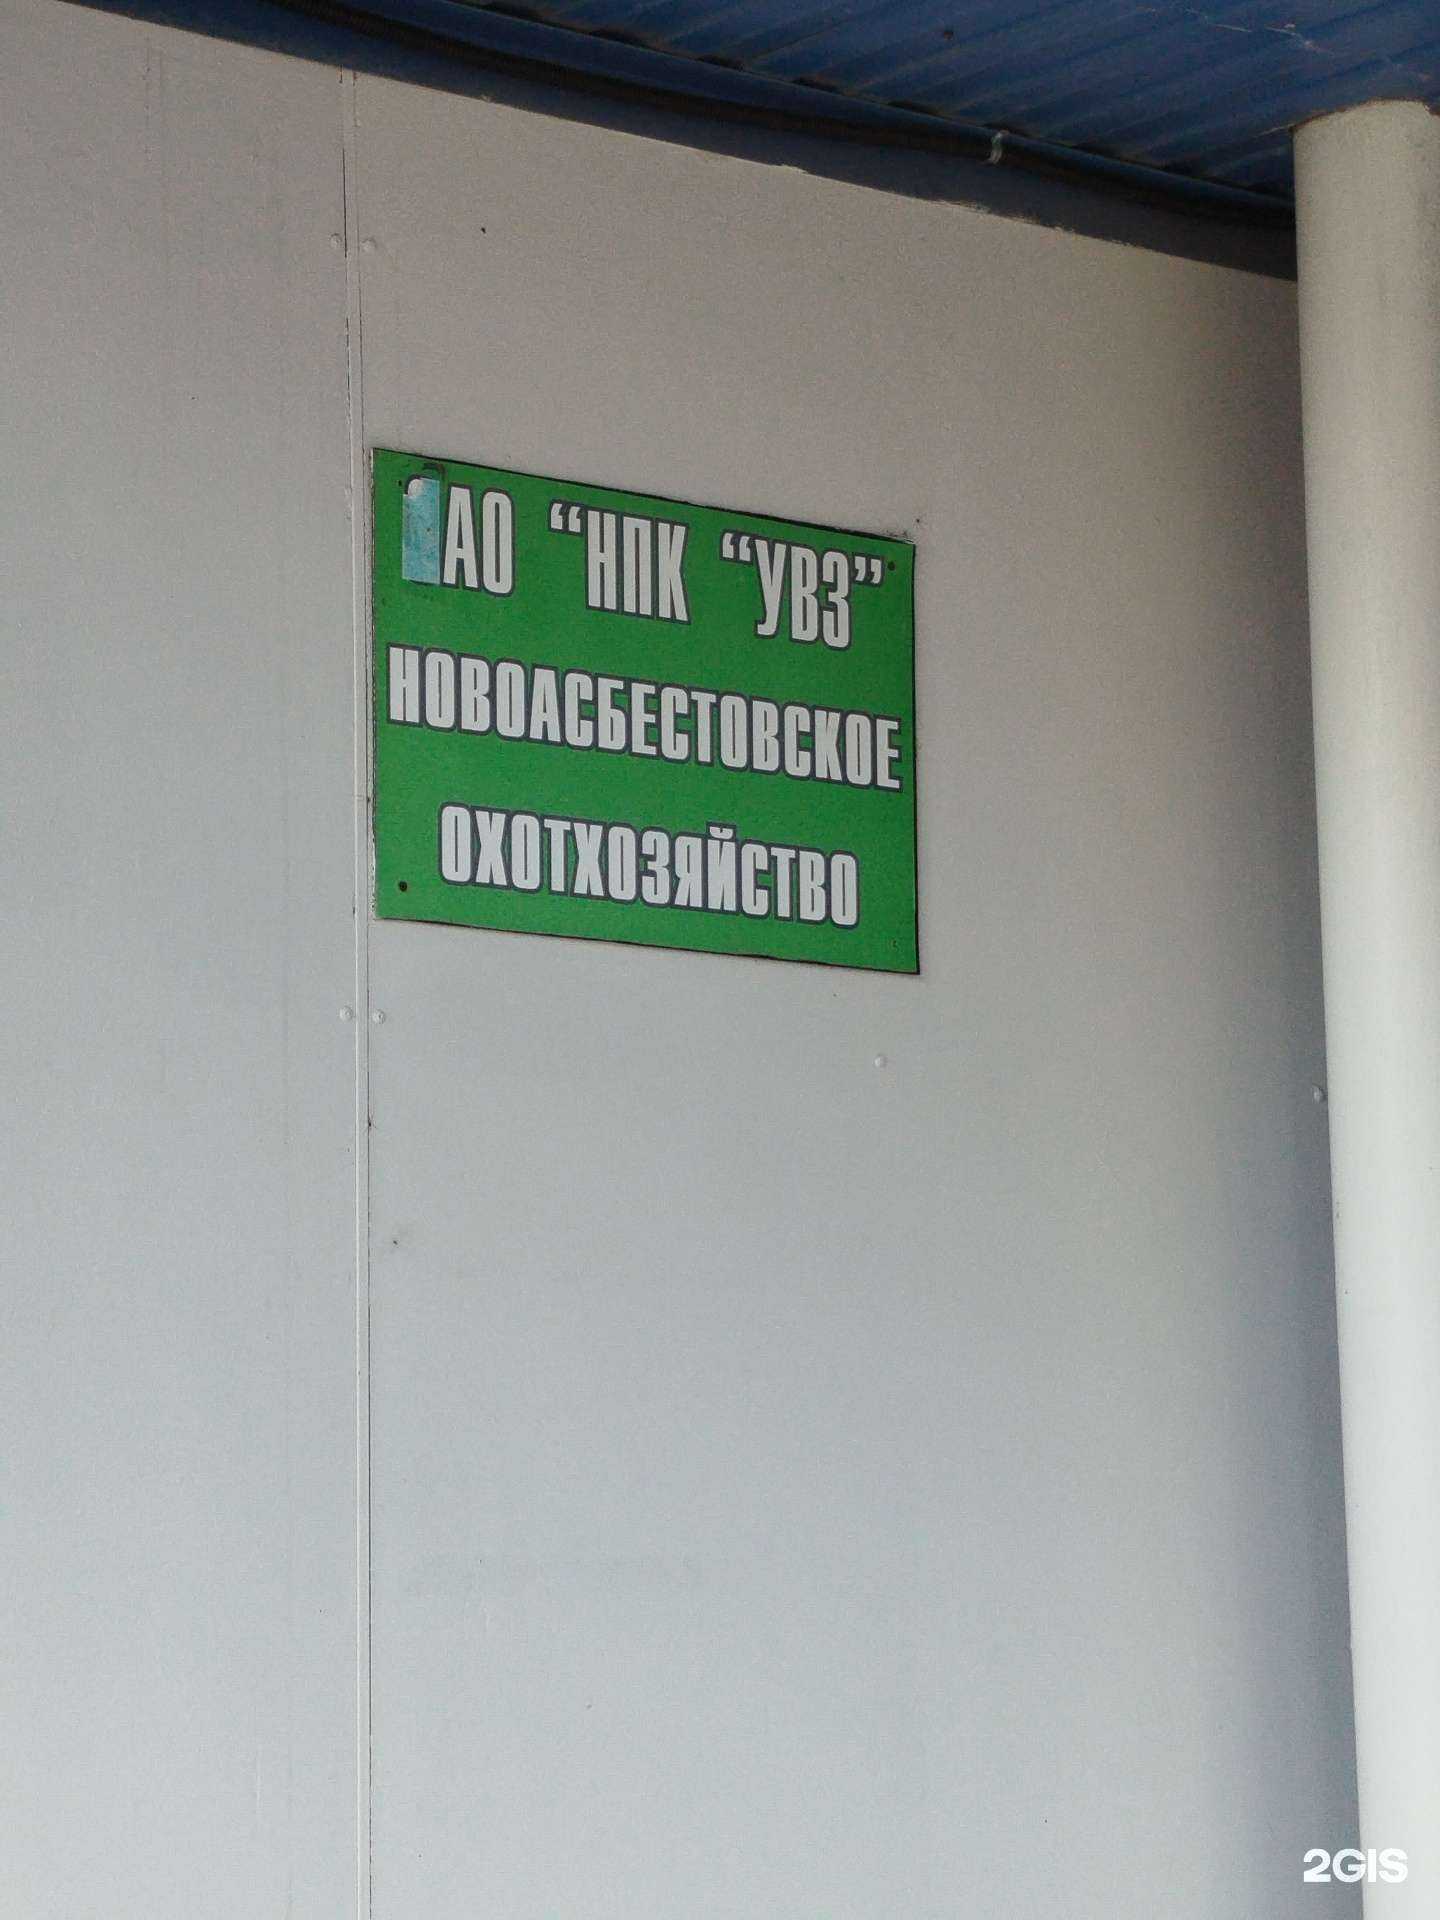 АО “НПК “УВЗ”
НОВОАСБЕСТОВСКОЕ
ОХОТХОЗЯЙСТВО
2GIS